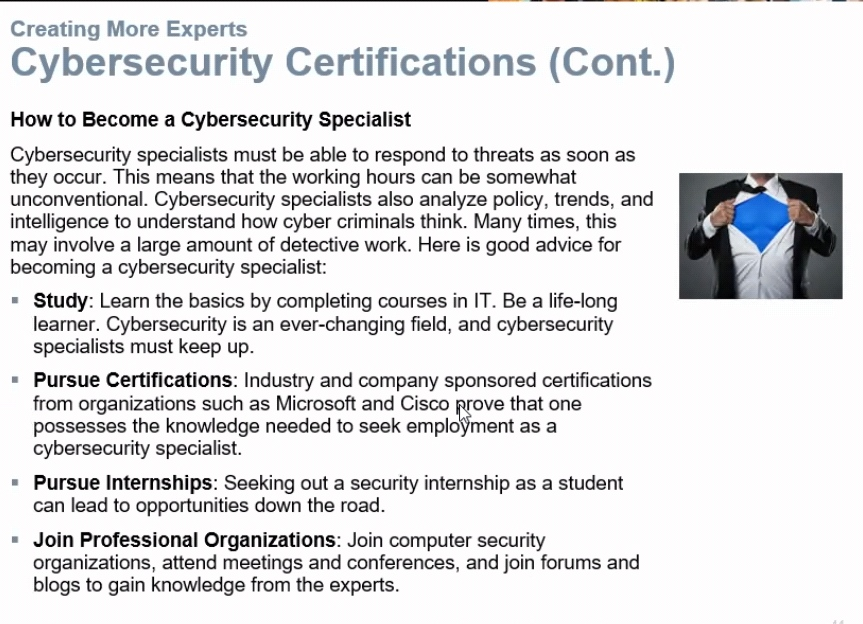 Creating More Experts
Cybersecurity Certifications (Cont.)
How to Become a Cybersecurity Specialist
Cybersecurity specialists must be able to respond to threats as soon as
they occur. This means that the working hours can be somewhat
unconventional. Cybersecurity specialists also analyze policy, trends, and
intelligence to understand how cyber criminals think. Many times, this
may involve a large amount of detective work. Here is good advice for
becoming a cybersecurity specialist:
▪ Study: Learn the basics by completing courses in IT. Be a life-long
learner. Cybersecurity is an ever-changing field, and cybersecurity
specialists must keep up.
▪ Pursue Certifications: Industry and company sponsored certifications
from organizations such as Microsoft and Cisco prove that one
possesses the knowledge needed to seek employment as a
cybersecurity specialist.
▪ Pursue Internships: Seeking out a security internship as a student
can lead to opportunities down the road.
▪ Join Professional Organizations: Join computer security
organizations, attend meetings and conferences, and join forums and
blogs to gain knowledge from the experts.